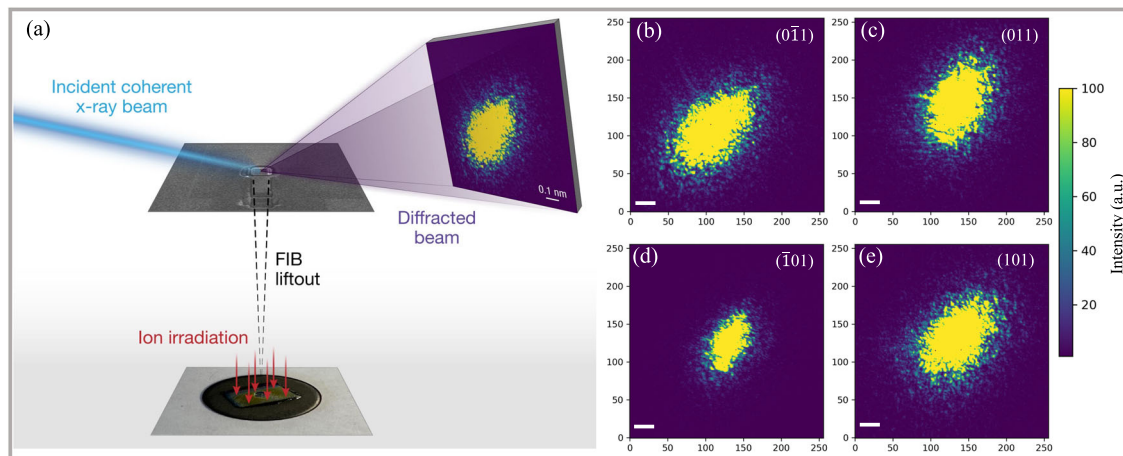 (a)
Incident coherent
x-ray beam
0.1 nm
Diffracted
beam
FIB
liftout
Ion irradiation
(b)
(01̅1)
250
200
150
100
50
0
0 50 100 150 200 250
(c)
(011)
250
200
150
100
50
0
0 50 100 150 200 250
(d)
(1̅01)
250
200
150
100
50
0
0 50 100 150 200 250
(e)
(101)
250
200
150
100
50
0
0 50 100 150 200 250
100
80
60
40
20
Intensity (a.u.)